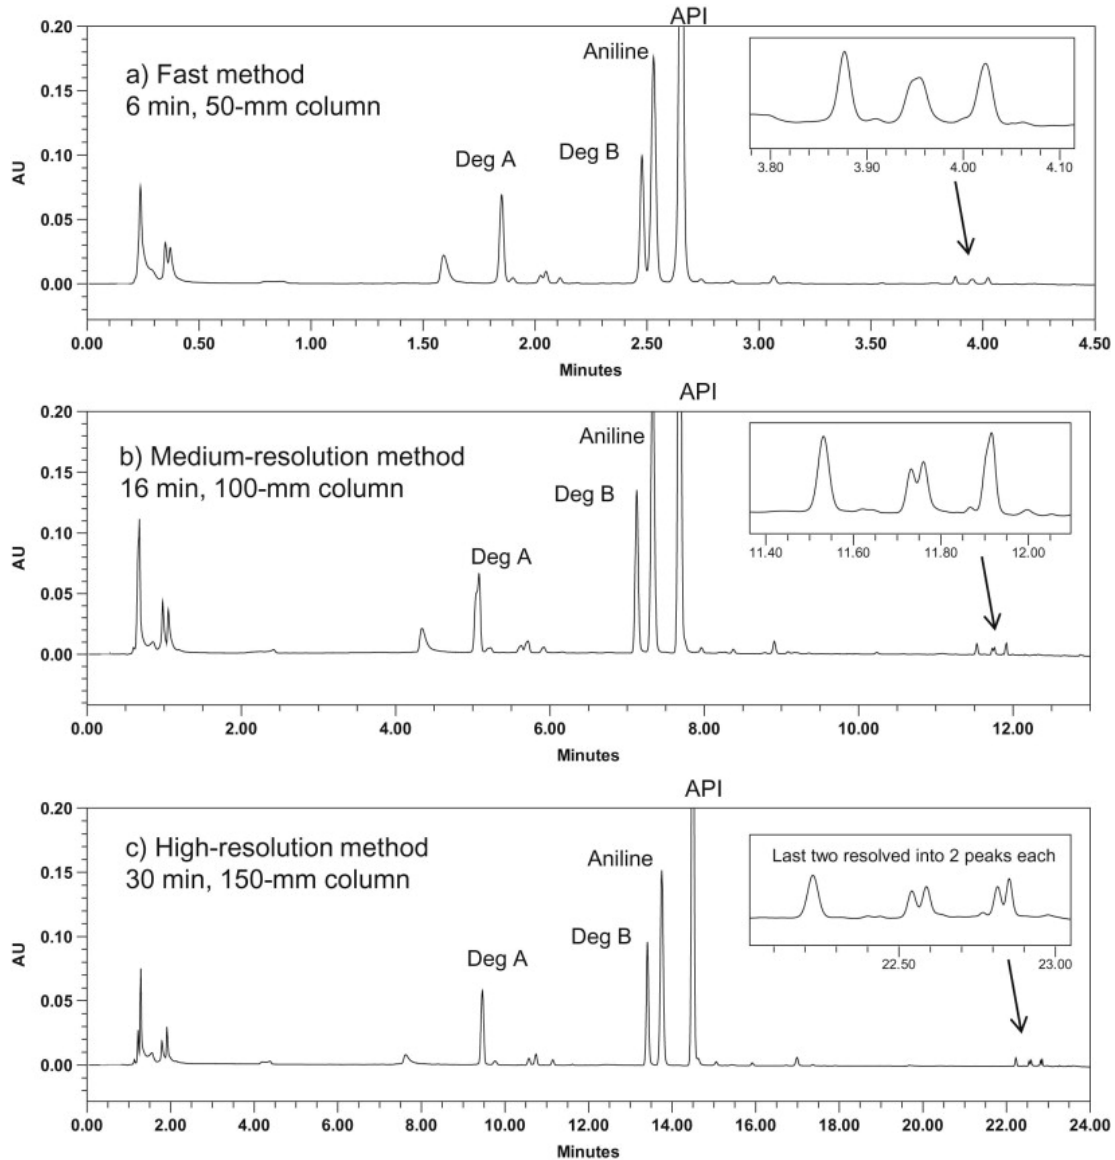 API
0.20
a) Fast method
6 min, 50-mm column
Aniline
0.15
Deg A
Deg B
3.80 3.90 4.00 4.10
AU
0.10
0.05
0.00
0.00 0.50 1.00 1.50 2.00 2.50 3.00 3.50 4.00 4.50
Minutes
API
0.20
b) Medium-resolution method
16 min, 100-mm column
Aniline
0.15
Deg B
11.40 11.60 11.80 12.00
AU
0.10
Deg A
0.05
0.00
0.00 2.00 4.00 6.00 8.00 10.00 12.00
Minutes
API
0.20
c) High-resolution method
30 min, 150-mm column
Aniline
Last two resolved into 2 peaks each
0.15
Deg B
22.50 23.00
AU
0.10
Deg A
0.05
0.00
0.00 2.00 4.00 6.00 8.00 10.00 12.00 14.00 16.00 18.00 20.00 22.00 24.00
Minutes